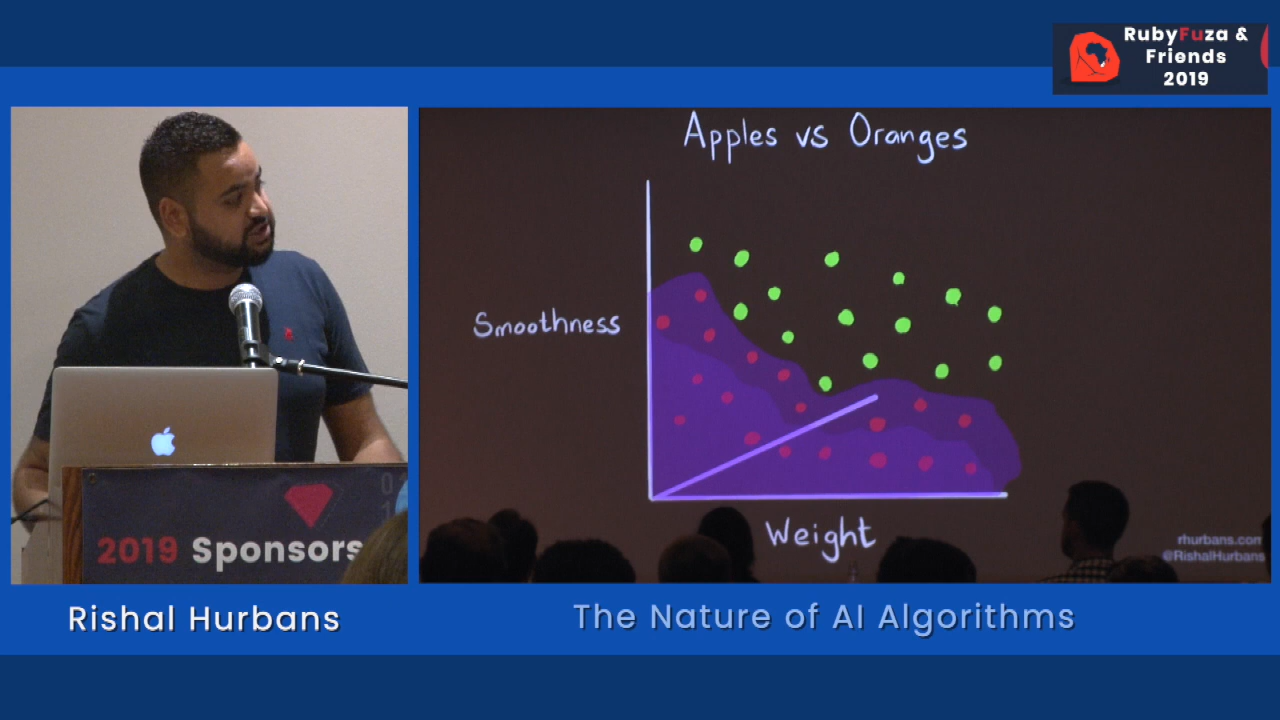 RubyFuza &
Friends
2019
Apples vs Oranges
Smoothness
Weight
rhurbans.com
@RishalHurbans
2019 Sponsors
Rishal Hurbans
The Nature of AI Algorithms